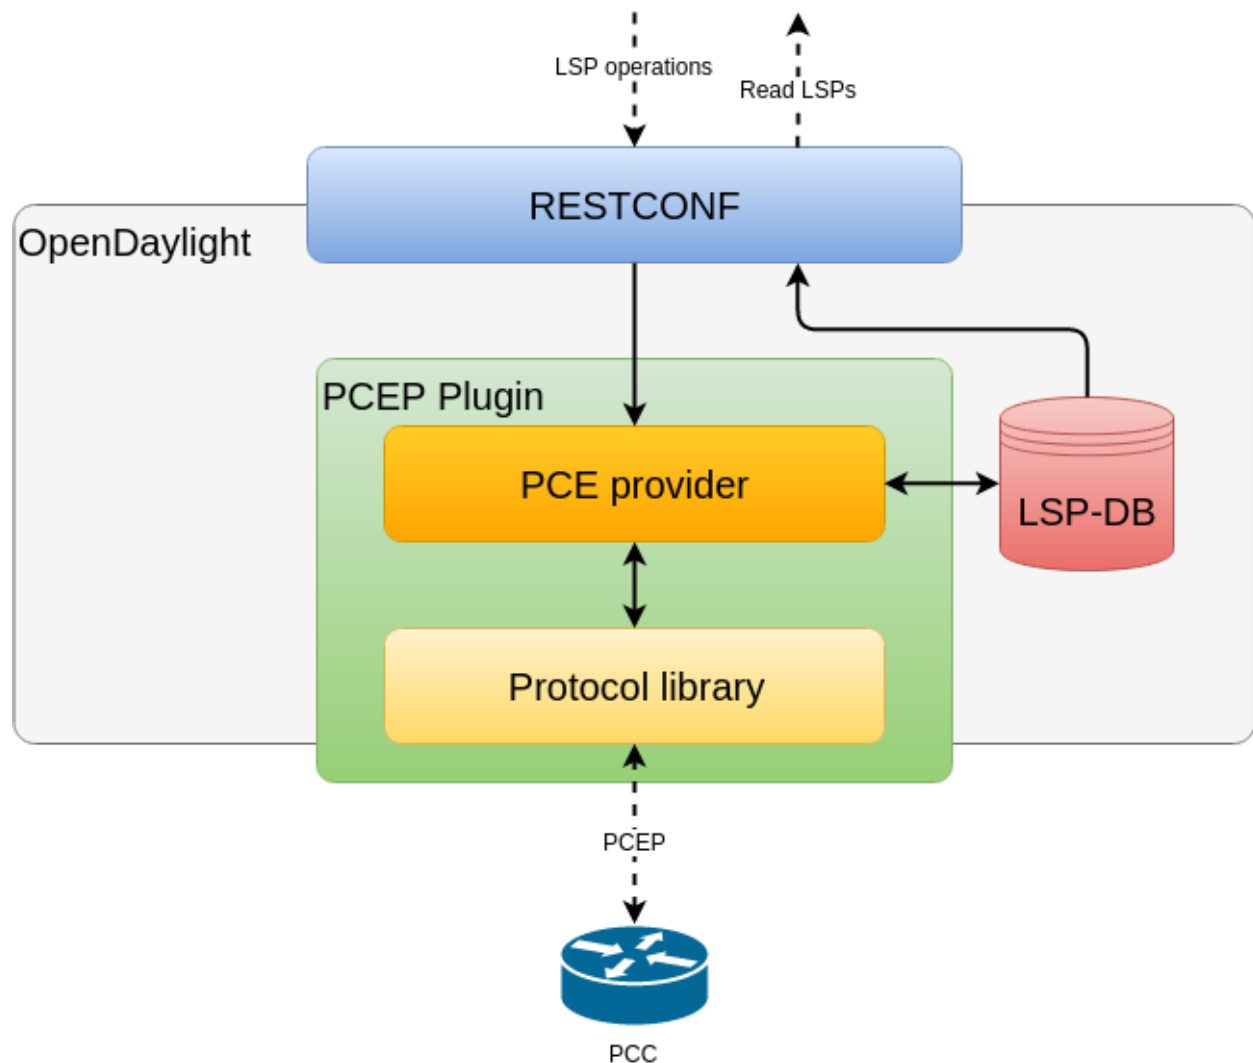 LSP operations
Read LSPs
RESTCONF
OpenDaylight
PCEP Plugin
PCE provider
LSP-DB
Protocol library
PCEP
PCC